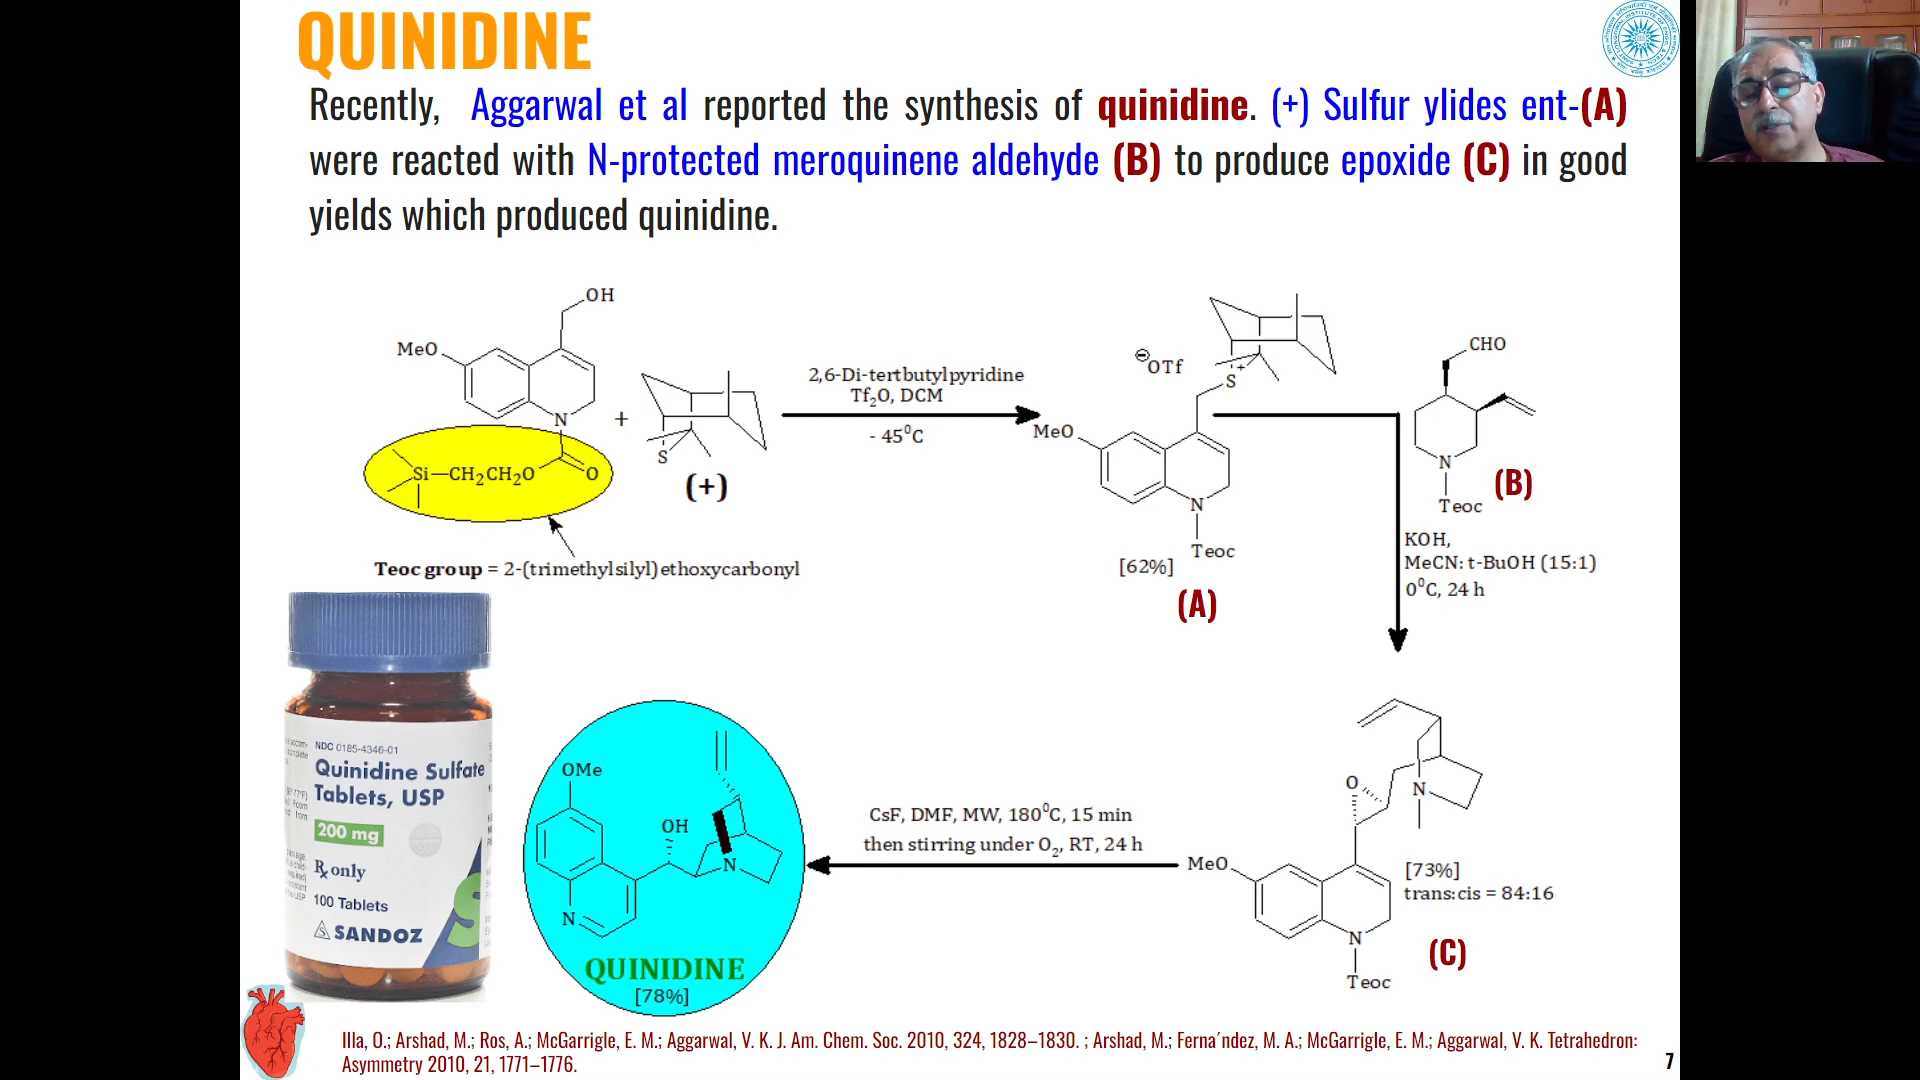 QUINIDINE
Recently, Aggarwal et al reported the synthesis of quinidine. (+) Sulfur ylides ent-(A)
were reacted with N-protected meroquinene aldehyde (B) to produce epoxide (C) in good
yields which produced quinidine.
OH
MeO
N
Si—CH2CH2O
O
+
S
(+)
Teoc group = 2-(trimethylsilyl)ethoxycarbonyl
2,6-Di-tertbutylpyridine
Tf2O, DCM
- 45⁰C
⊖OTf
S+
MeO
N
Teoc
[62%]
(A)
CHO
N
Teoc
(B)
KOH,
MeCN: t-BuOH (15:1)
0⁰C, 24 h
O
N
MeO
[73%]
trans:cis = 84:16
N
Teoc
(C)
CsF, DMF, MW, 180⁰C, 15 min
then stirring under O2, RT, 24 h
OMe
OH
N
N
QUINIDINE
[78%]
NDC 0185-4346-01
Quinidine Sulfate
Tablets, USP
200 mg
Rx only
100 Tablets
SANDOZ
S
Illa, O.; Arshad, M.; Ros, A.; McGarrigle, E. M.; Aggarwal, V. K. J. Am. Chem. Soc. 2010, 324, 1828–1830. ; Arshad, M.; Ferna´ndez, M. A.; McGarrigle, E. M.; Aggarwal, V. K. Tetrahedron:
Asymmetry 2010, 21, 1771–1776.
7